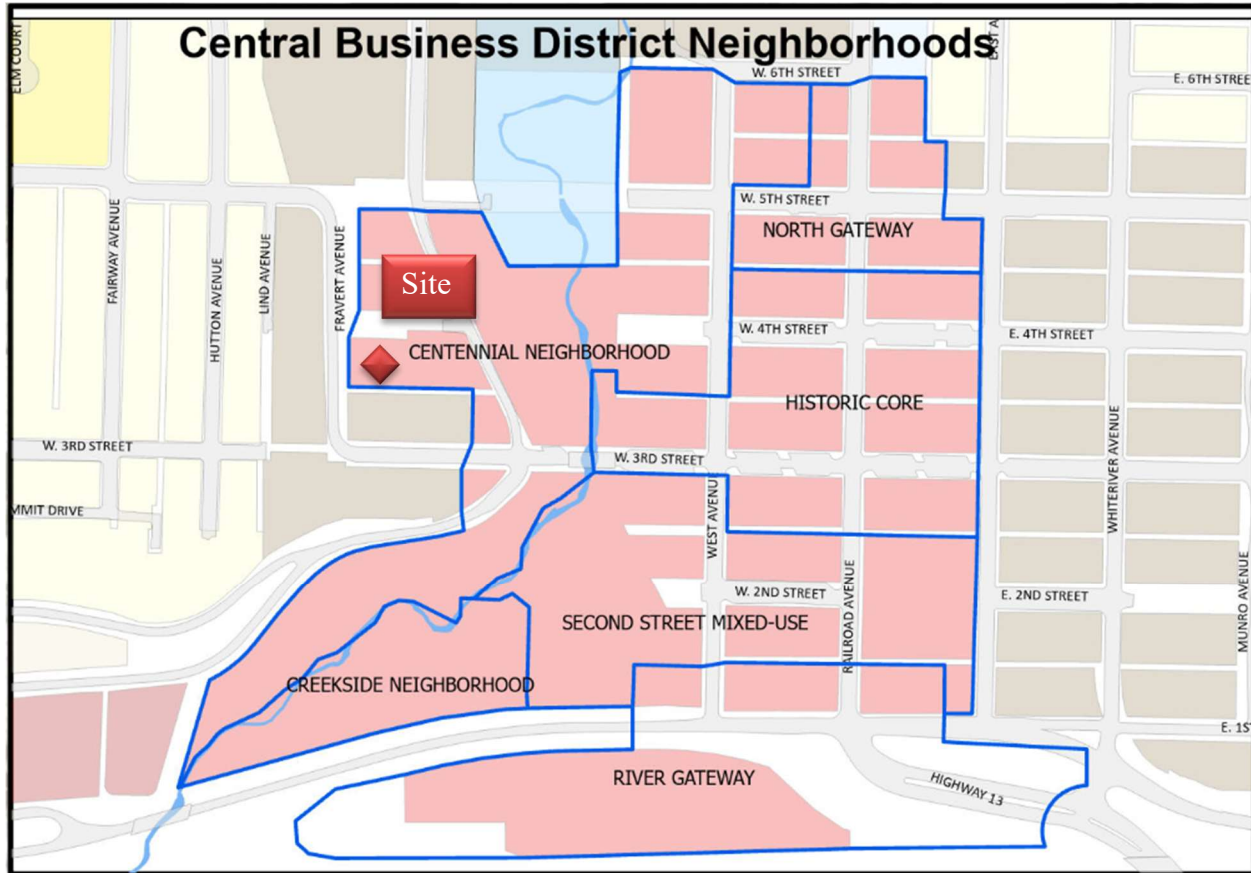 Central Business District Neighborhoods
ELM COURT
EAST A
W. 6TH STREET
E. 6TH STREET
FAIRWAY AVENUE
HUTTON AVENUE
LIND AVENUE
FRAVERT AVENUE
W. 5TH STREET
NORTH GATEWAY
Site
W. 4TH STREET
E. 4TH STREET
CENTENNIAL NEIGHBORHOOD
HISTORIC CORE
W. 3RD STREET
W. 3RD STREET
WHITERIVER AVENUE
MMIT DRIVE
WEST AVENUE
RAILROAD AVENUE
W. 2ND STREET
E. 2ND STREET
MUNRO AVENUE
SECOND STREET MIXED-USE
CREEKSIDE NEIGHBORHOOD
E. 1ST
RIVER GATEWAY
HIGHWAY 13